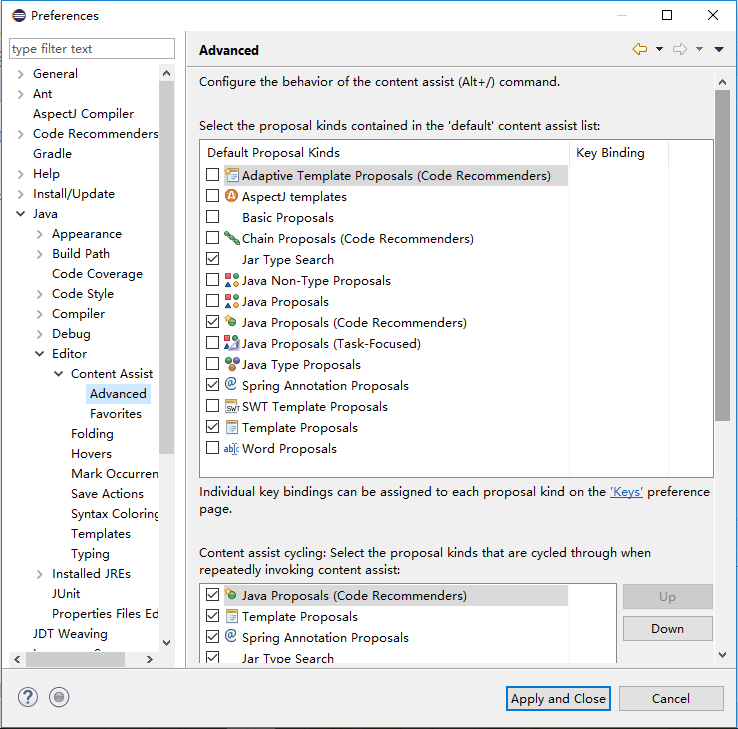 Preferences
type filter text
General
Ant
AspectJ Compiler
Code Recommenders
Gradle
Help
Install/Update
Java
Appearance
Build Path
Code Coverage
Code Style
Compiler
Debug
Editor
Content Assist
Advanced
Favorites
Folding
Hovers
Mark Occurren
Save Actions
Syntax Coloring
Templates
Typing
Installed JREs
JUnit
Properties Files Ed
JDT Weaving
Advanced
Configure the behavior of the content assist (Alt+/) command.
Select the proposal kinds contained in the 'default' content assist list:
Default Proposal Kinds Key Binding
Adaptive Template Proposals (Code Recommenders)
AspectJ templates
Basic Proposals
Chain Proposals (Code Recommenders)
Jar Type Search
Java Non-Type Proposals
Java Proposals
Java Proposals (Code Recommenders)
Java Proposals (Task-Focused)
Java Type Proposals
@ Spring Annotation Proposals
SWT SWT Template Proposals
Template Proposals
ab Word Proposals
Individual key bindings can be assigned to each proposal kind on the 'Keys' preference
page.
Content assist cycling: Select the proposal kinds that are cycled through when
repeatedly invoking content assist:
Java Proposals (Code Recommenders)
Template Proposals
@ Spring Annotation Proposals
Jar Type Search
Up
Down
?
Apply and Close
Cancel